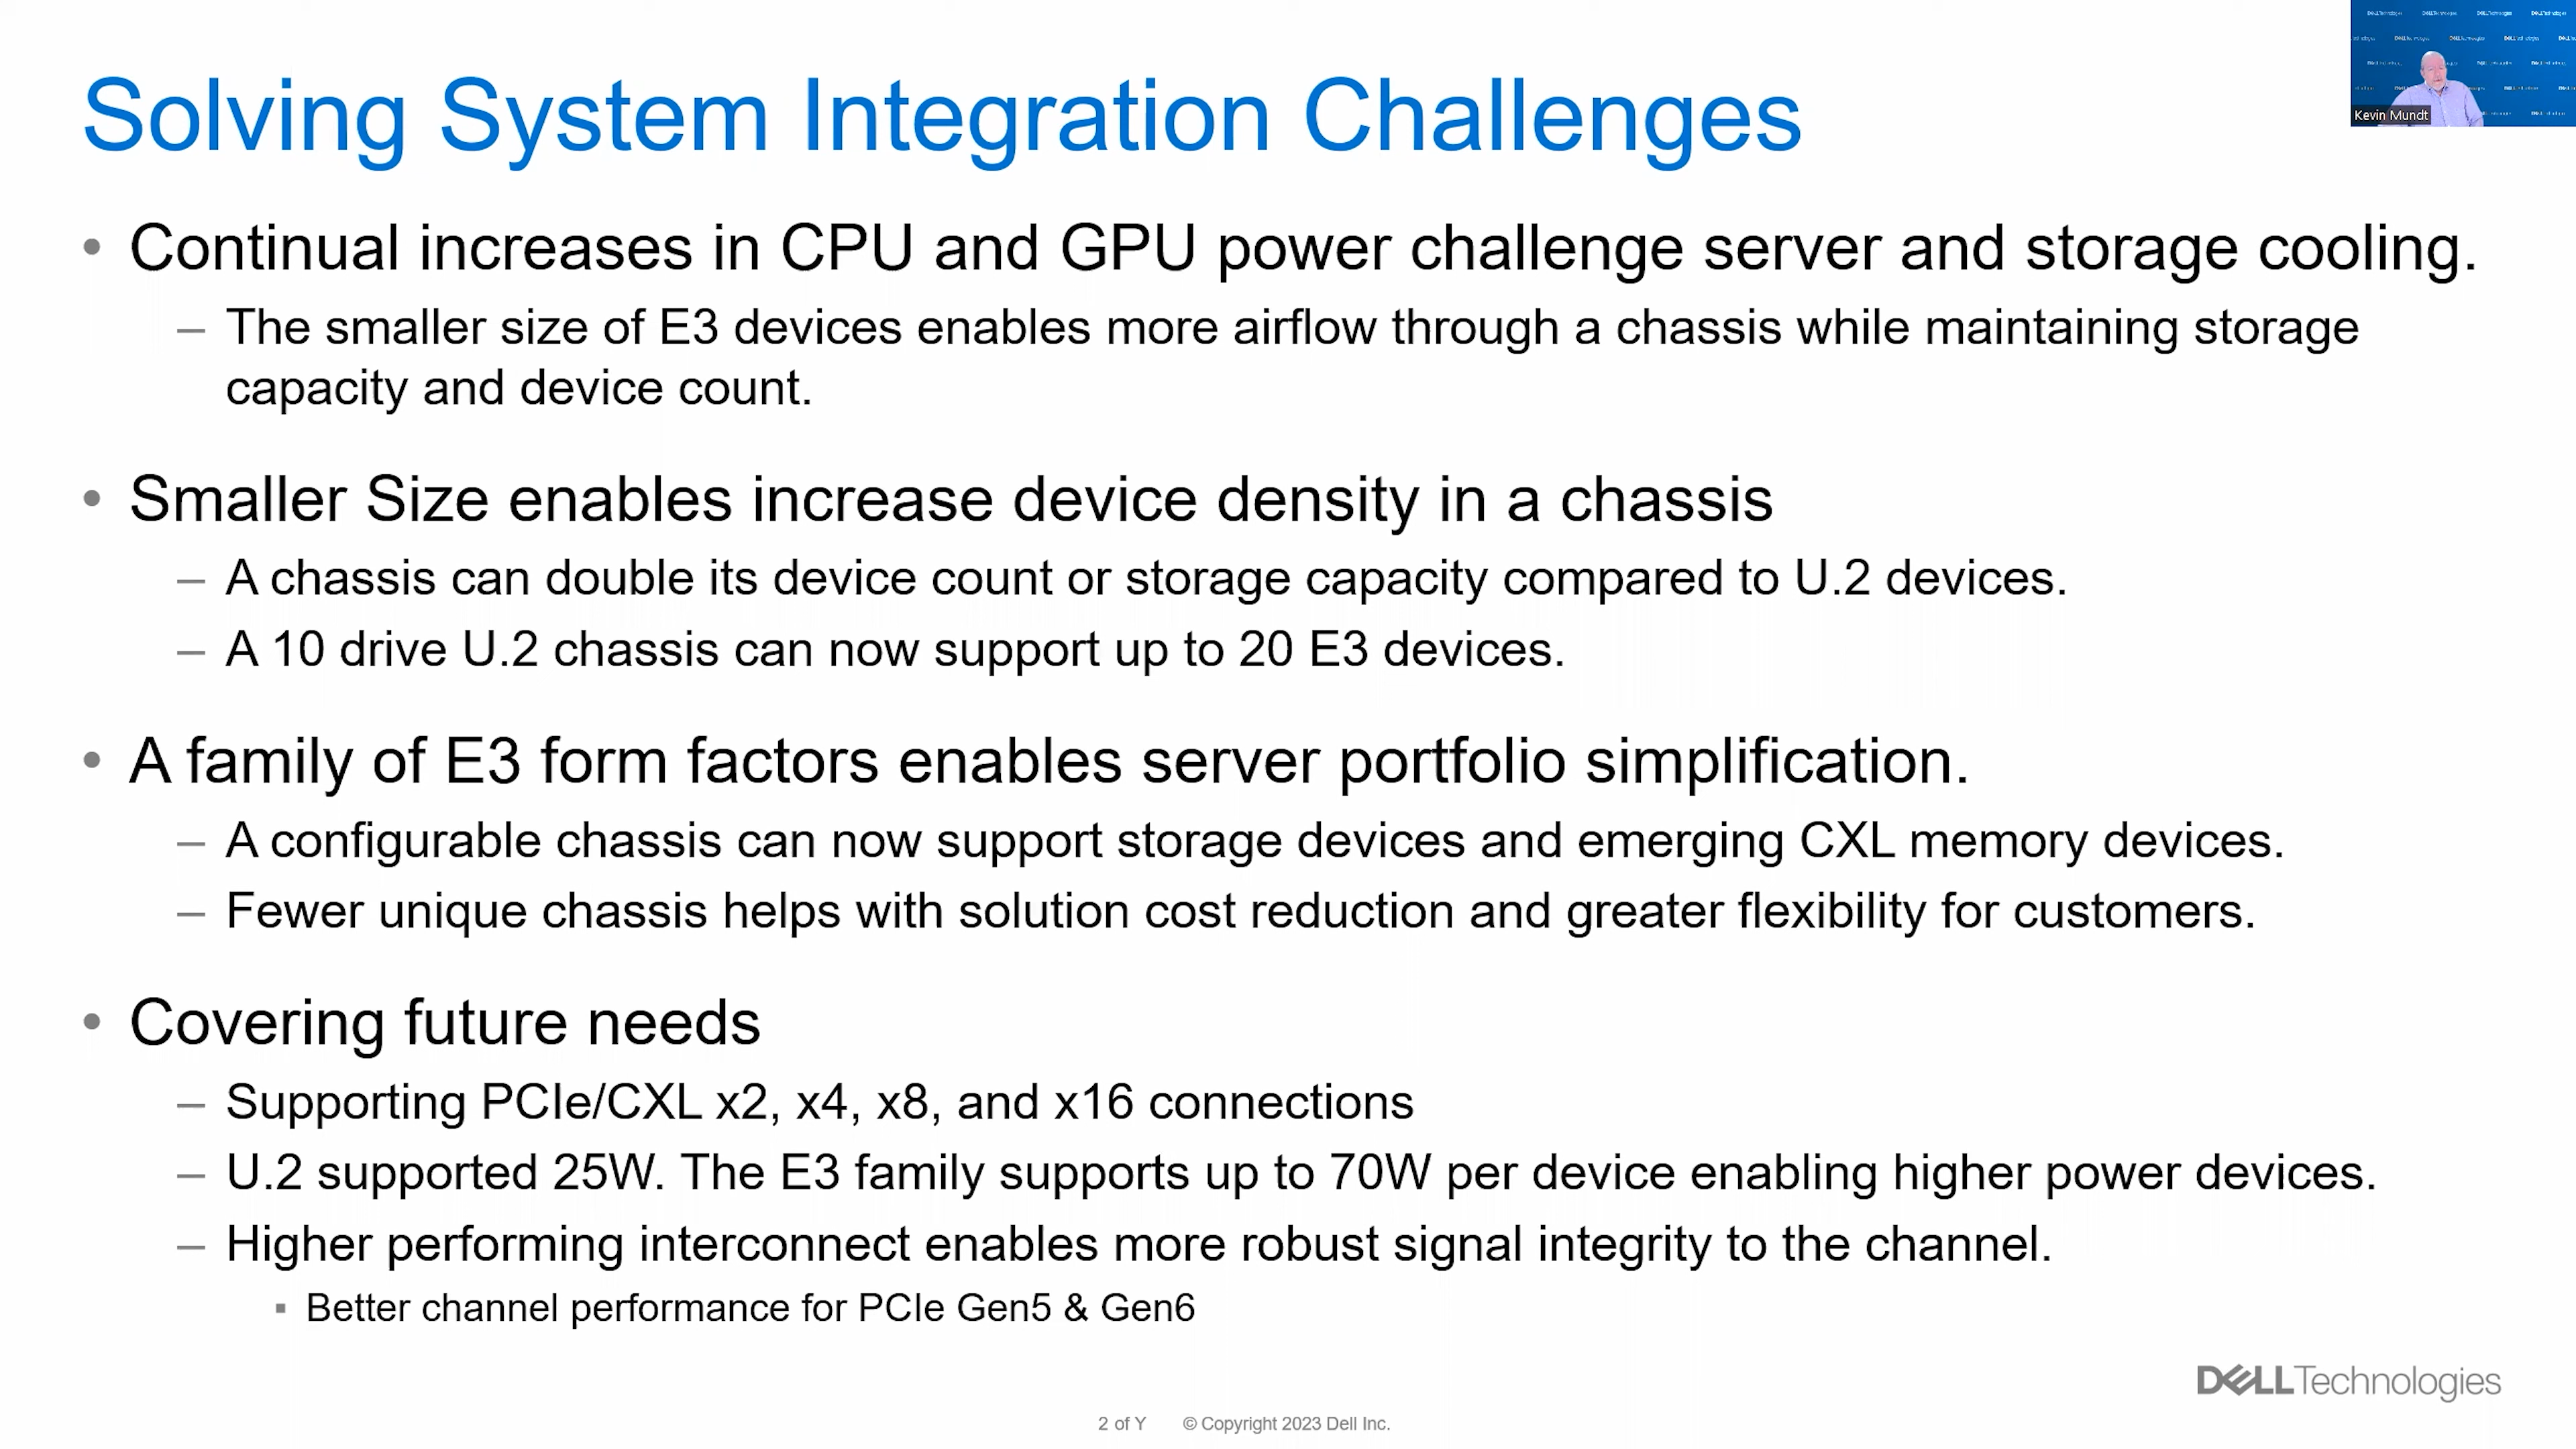 Solving System Integration Challenges
Kevin Mundt
• Continual increases in CPU and GPU power challenge server and storage cooling.
– The smaller size of E3 devices enables more airflow through a chassis while maintaining storage
capacity and device count.
• Smaller Size enables increase device density in a chassis
– A chassis can double its device count or storage capacity compared to U.2 devices.
– A 10 drive U.2 chassis can now support up to 20 E3 devices.
• A family of E3 form factors enables server portfolio simplification.
– A configurable chassis can now support storage devices and emerging CXL memory devices.
– Fewer unique chassis helps with solution cost reduction and greater flexibility for customers.
• Covering future needs
– Supporting PCIe/CXL x2, x4, x8, and x16 connections
– U.2 supported 25W. The E3 family supports up to 70W per device enabling higher power devices.
– Higher performing interconnect enables more robust signal integrity to the channel.
▪ Better channel performance for PCIe Gen5 & Gen6
DELLTechnologies
2 of Y © Copyright 2023 Dell Inc.